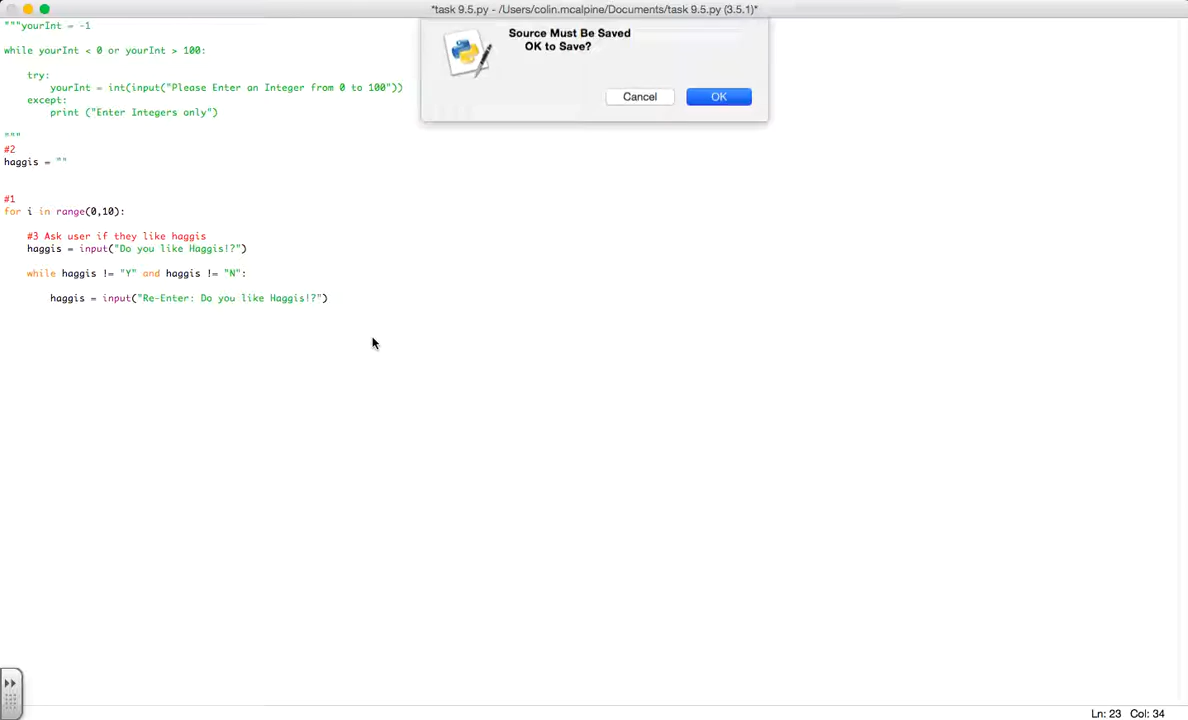 *task 9.5.py - /Users/colin.mcalpine/Documents/task 9.5.py (3.5.1)*
Source Must Be Saved
OK to Save?
Cancel
OK
"""yourInt = -1
while yourInt < 0 or yourInt > 100:
try:
yourInt = int(input("Please Enter an Integer from 0 to 100"))
except:
print ("Enter Integers only")
"""
#2
haggis = ""
#1
for i in range(0,10):
#3 Ask user if they like haggis
haggis = input("Do you like Haggis!?")
while haggis != "Y" and haggis != "N":
haggis = input("Re-Enter: Do you like Haggis!?")
Ln: 23 Col: 34